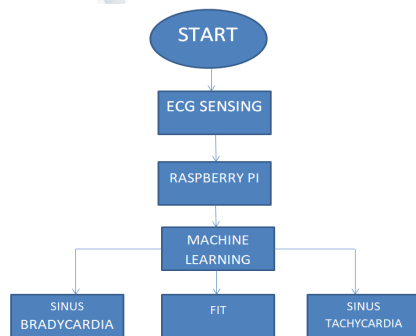 START
ECG SENSING
RASPBERRY PI
MACHINE
LEARNING
SINUS
BRADYCARDIA
FIT
SINUS
TACHYCARDIA